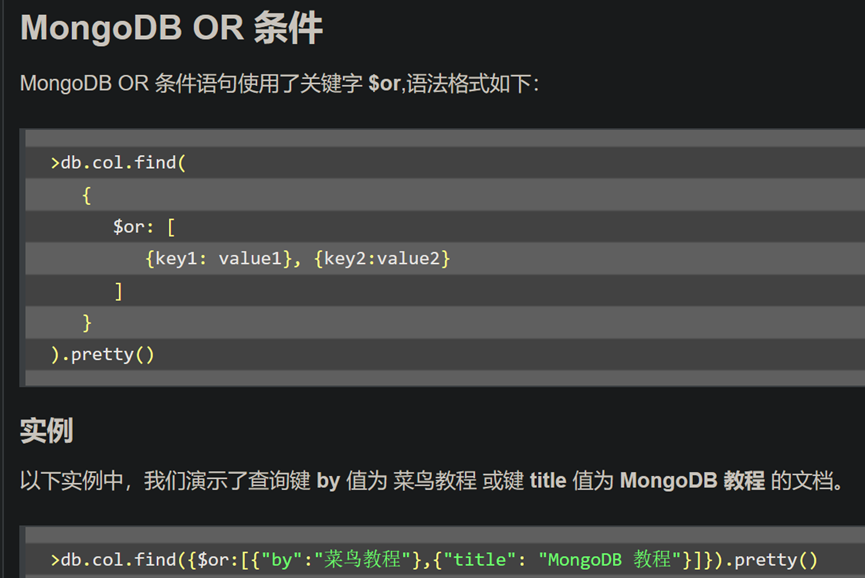 MongoDB OR 条件
MongoDB OR 条件语句使用了关键字 $or,语法格式如下：
>db.col.find(
{
$or: [
{key1: value1}, {key2:value2}
]
}
).pretty()
实例
以下实例中，我们演示了查询键 by 值为 菜鸟教程 或键 title 值为 MongoDB 教程 的文档。
>db.col.find({$or:[{"by":"菜鸟教程"},{"title": "MongoDB 教程"}]}).pretty()